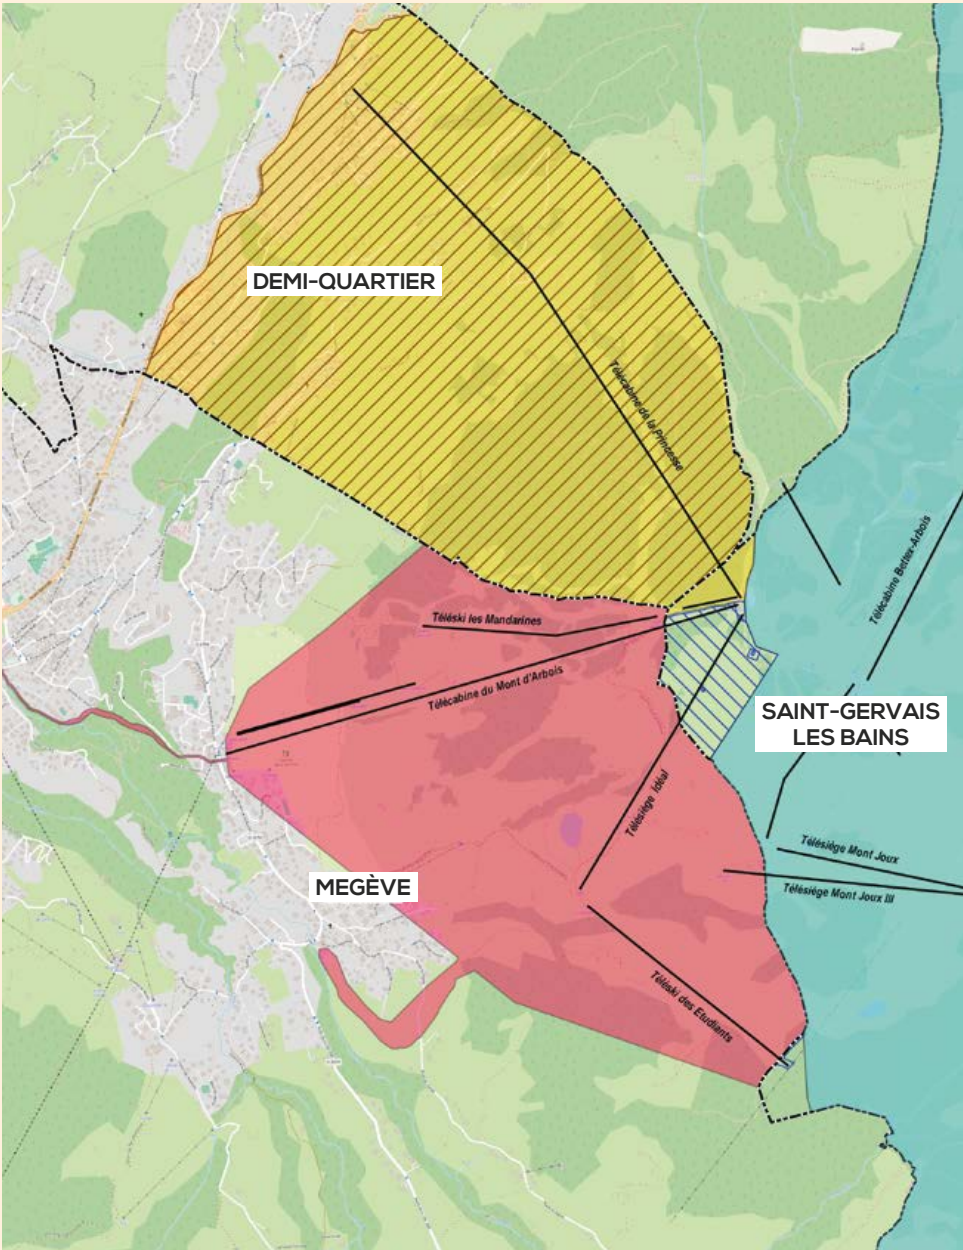 DEMI-QUARTIER
Télécabine de la Princesse
Télécabine Bettex-Arbois
Téléski les Mandarines
Télécabine du Mont d'Arbois
SAINT-GERVAIS
LES BAINS
Télésiège Idéal
Télésiège Mont Joux
Télésiège Mont Joux III
MEGÈVE
Téléski des Etudiants